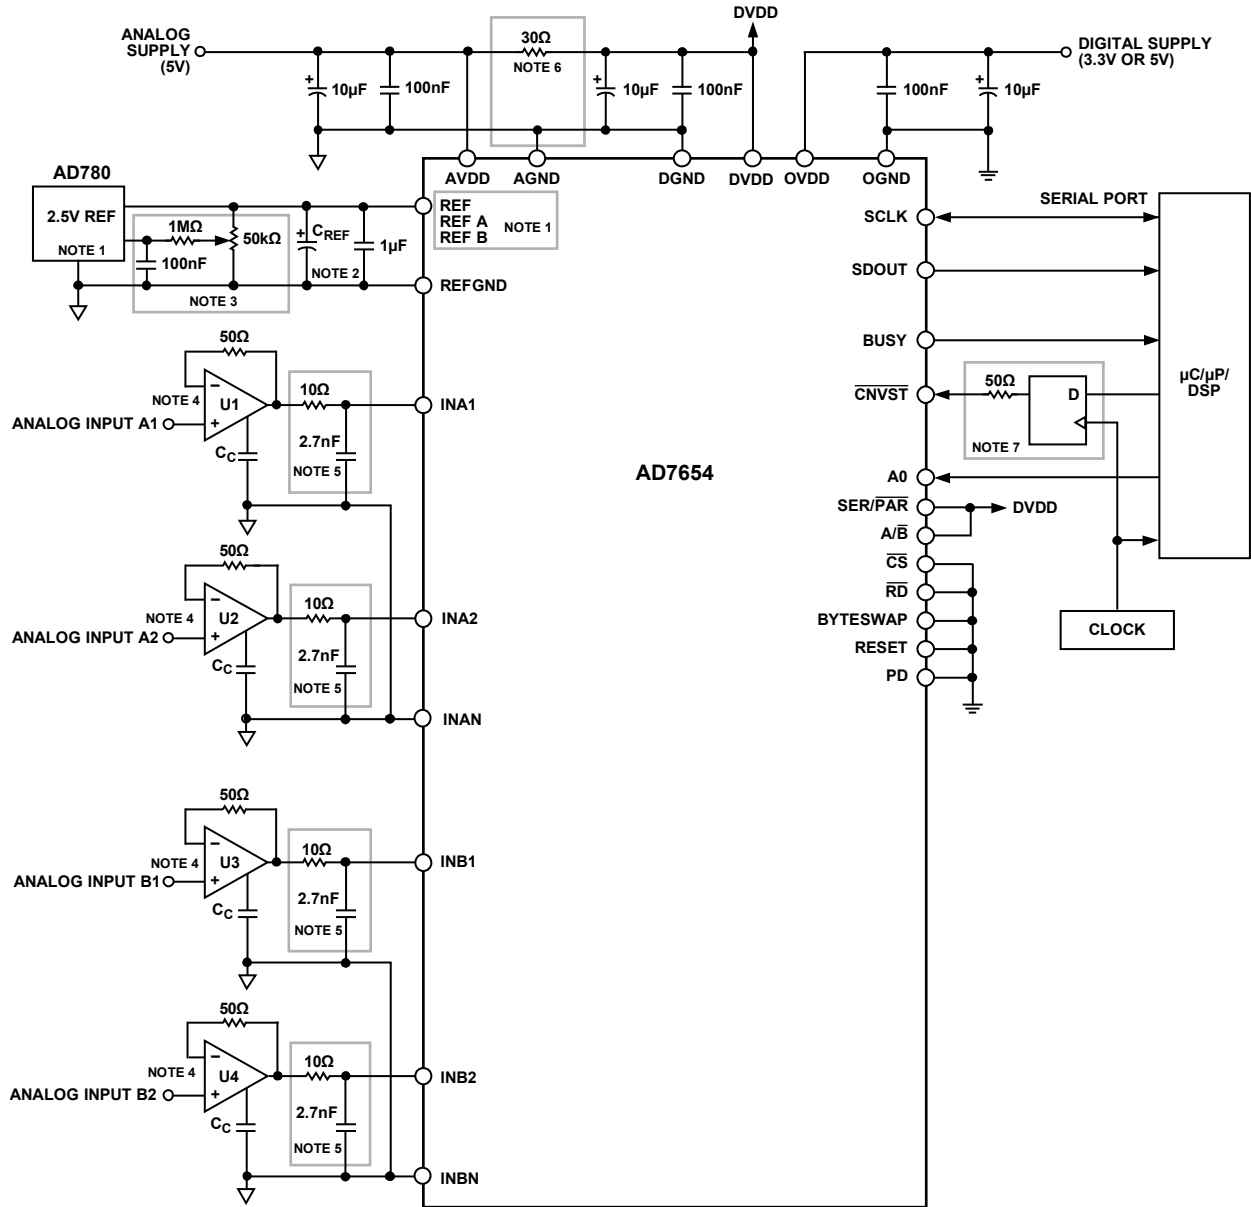 ANALOG
SUPPLY
(5V)
30Ω
NOTE 6
DVDD
DIGITAL SUPPLY
(3.3V OR 5V)
+
10µF
100nF
+
10µF
100nF
100nF
+
10µF
AVDD
AGND
DGND
DVDD
OVDD
OGND
AD780
2.5V REF
NOTE 1
1MΩ
50kΩ
100nF
NOTE 3
+
CREF
NOTE 2
1µF
REF
REF A
REF B
NOTE 1
REFGND
SCLK
SERIAL PORT
SDOUT
BUSY
CNVST
50Ω
D
NOTE 7
µC/µP/
DSP
50Ω
NOTE 4
–
U1
+
ANALOG INPUT A1
CC
10Ω
2.7nF
NOTE 5
INA1
AD7654
A0
SER/PAR
DVDD
A/B
CS
RD
BYTESWAP
RESET
PD
CLOCK
50Ω
NOTE 4
–
U2
+
ANALOG INPUT A2
CC
10Ω
2.7nF
NOTE 5
INA2
INAN
50Ω
NOTE 4
–
U3
+
ANALOG INPUT B1
CC
10Ω
2.7nF
NOTE 5
INB1
50Ω
NOTE 4
–
U4
+
ANALOG INPUT B2
CC
10Ω
2.7nF
NOTE 5
INB2
INBN